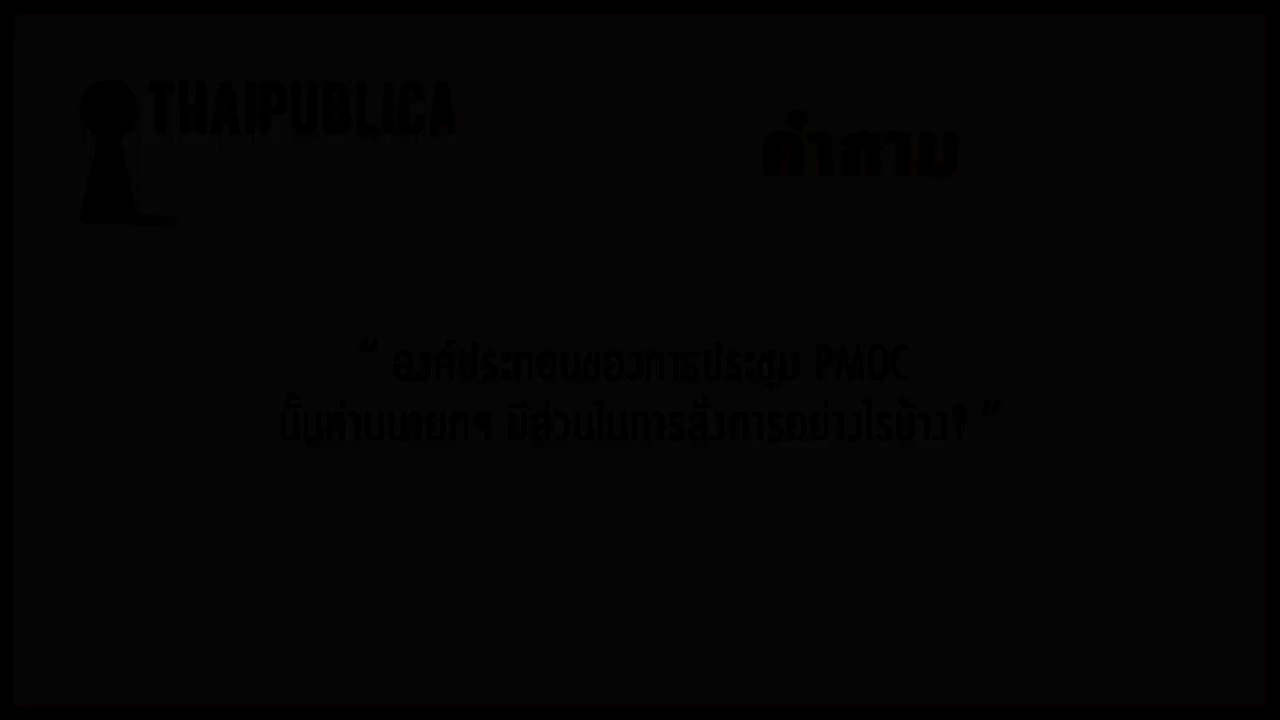 THAIPUBLICA
คำถาม
“ องค์ประกอบของการประชุม PMOC
นั้นท่านนายกฯ มีส่วนในการสั่งการอย่างไรบ้าง? ”